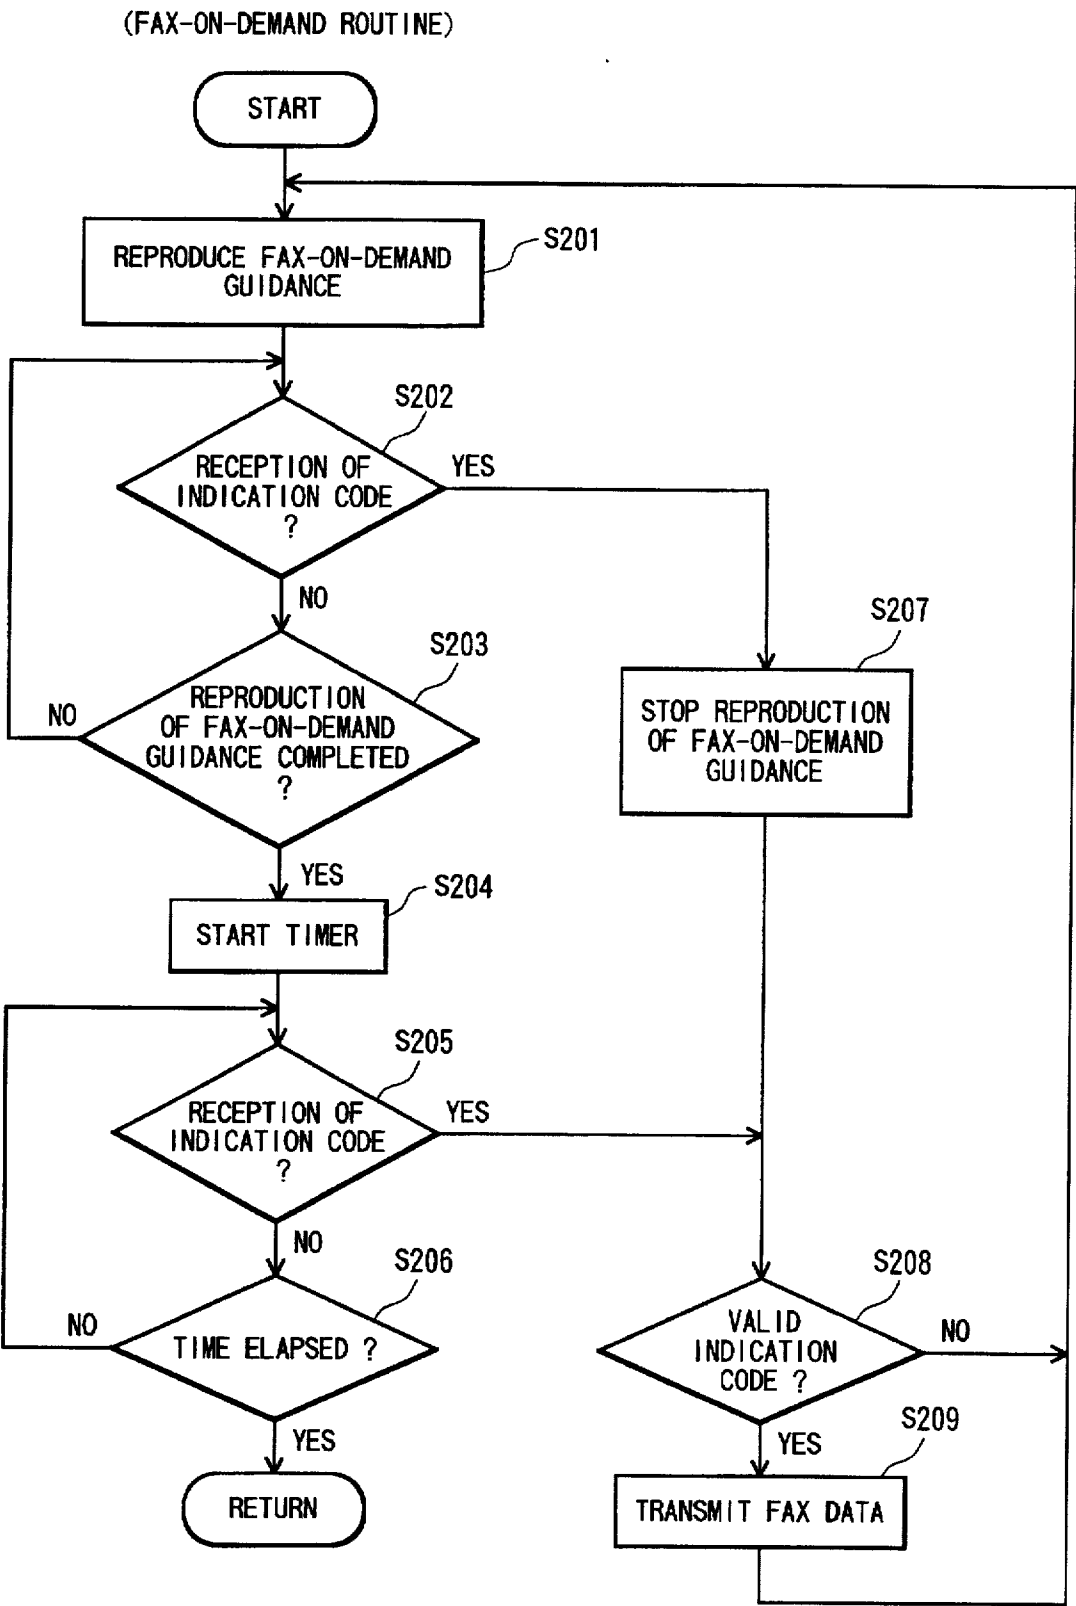 (FAX-ON-DEMAND ROUTINE)
START
REPRODUCE FAX-ON-DEMAND
GUIDANCE
S201
S202
RECEPTION OF
INDICATION CODE
?
YES
NO
S203
REPRODUCTION
OF FAX-ON-DEMAND
GUIDANCE COMPLETED
?
NO
YES
S207
STOP REPRODUCTION
OF FAX-ON-DEMAND
GUIDANCE
S204
START TIMER
S205
RECEPTION OF
INDICATION CODE
?
YES
NO
S206
TIME ELAPSED ?
NO
YES
RETURN
S208
VALID
INDICATION
CODE ?
NO
YES
S209
TRANSMIT FAX DATA